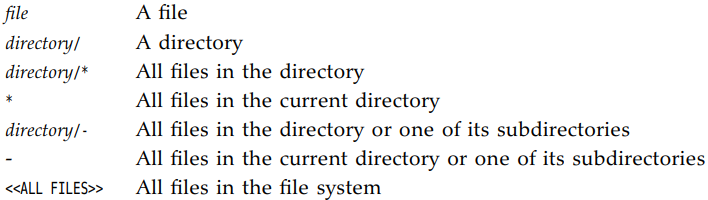 file A file
directory/ A directory
directory/* All files in the directory
* All files in the current directory
directory/- All files in the directory or one of its subdirectories
- All files in the current directory or one of its subdirectories
<<ALL FILES>> All files in the file system